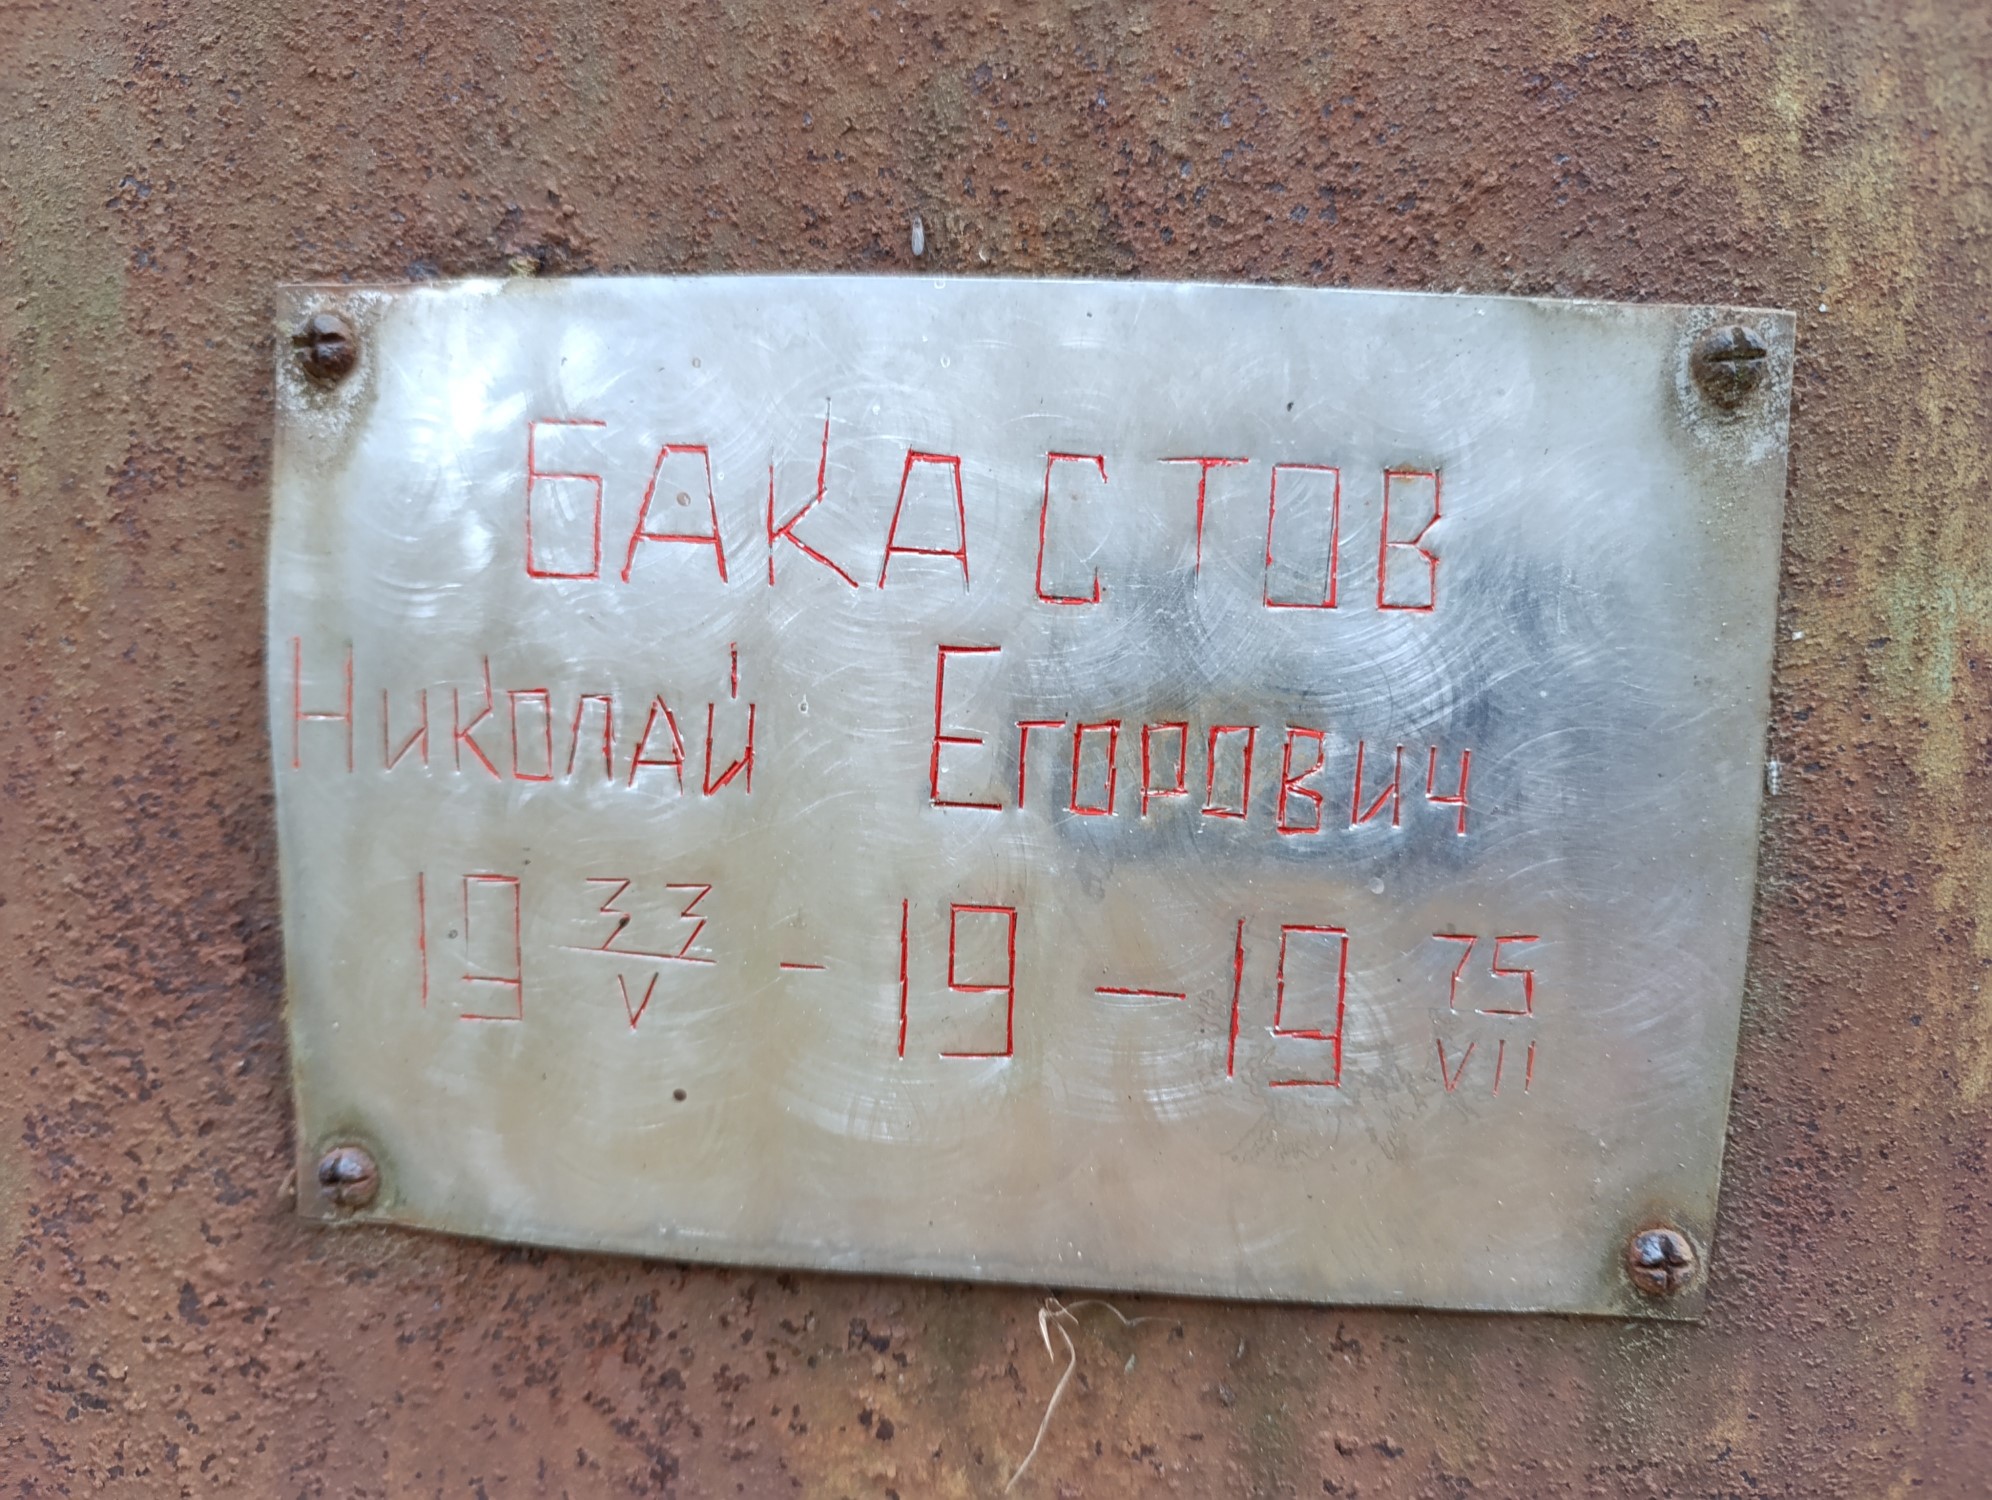 БАКАСТОВ
Николай Егорович
19 33/V - 19 - 19 75/VII